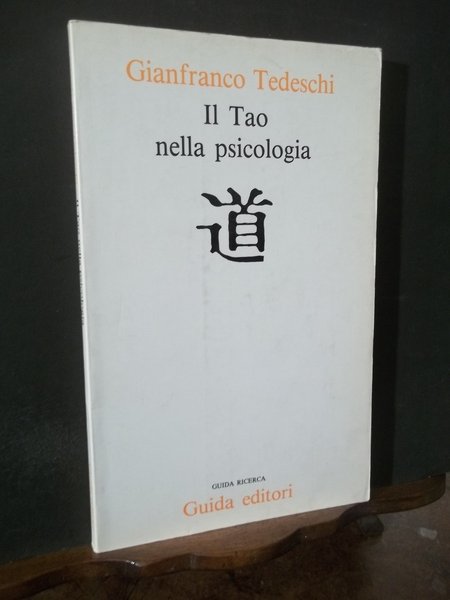 Gianfranco Tedeschi
Il Tao
nella psicologia
道
GUIDA RICERCA
Guida editori